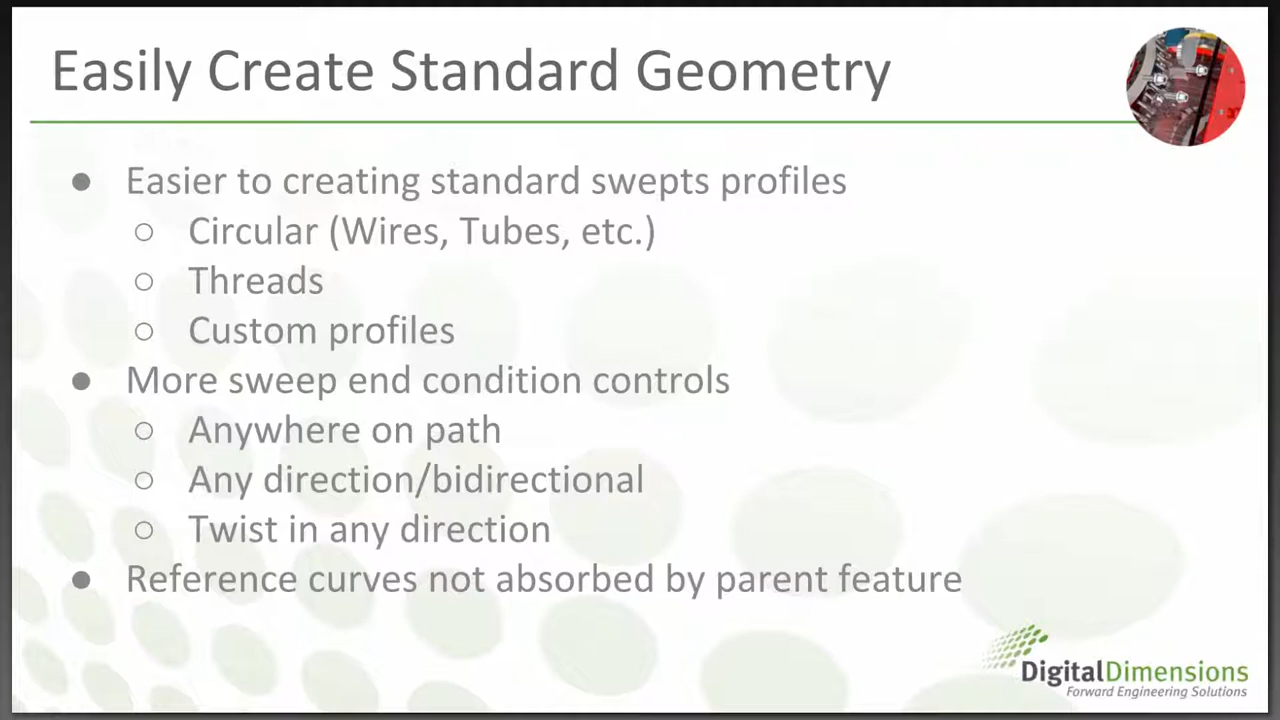 Easily Create Standard Geometry
● Easier to creating standard swepts profiles
○ Circular (Wires, Tubes, etc.)
○ Threads
○ Custom profiles
● More sweep end condition controls
○ Anywhere on path
○ Any direction/bidirectional
○ Twist in any direction
● Reference curves not absorbed by parent feature
DigitalDimensions
Forward Engineering Solutions